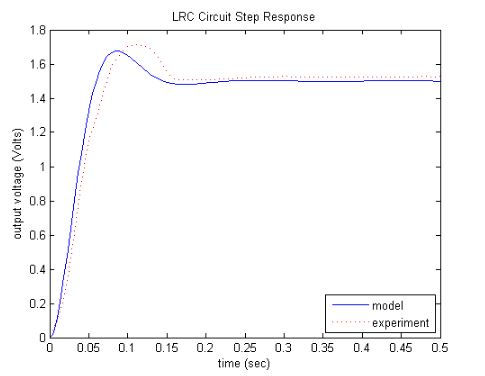 LRC Circuit Step Response
output voltage (Volts)
1.8
1.6
1.4
1.2
1
0.8
0.6
0.4
0.2
0
model
experiment
0 0.05 0.1 0.15 0.2 0.25 0.3 0.35 0.4 0.45 0.5
time (sec)